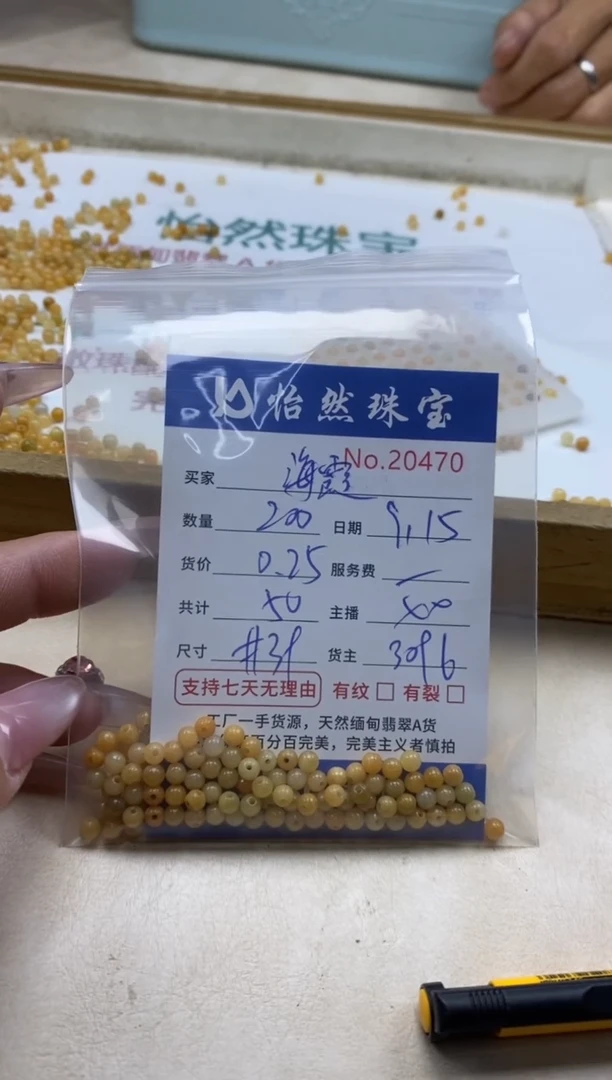 怡然珠宝
怡然珠宝
No.20470
买家 海霞
数量 200 日期 9.15
货价 0.25 服务费 —
共计 50 主播
尺寸 货主
支持七天无理由 有纹 □ 有裂 □
工厂一手货源，天然缅甸翡翠A货
百分百完美，完美主义者慎拍